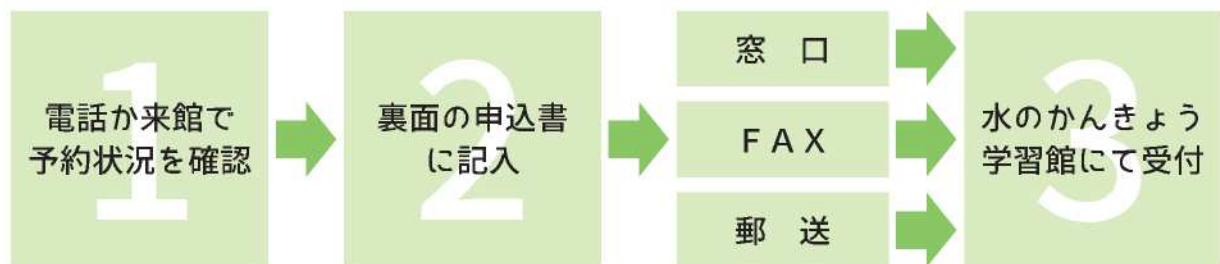 1
電話か来館で
予約状況を確認
2
裏面の申込書
に記入
窓 口
FAX
郵 送
3
水のかんきょう
学習館にて受付